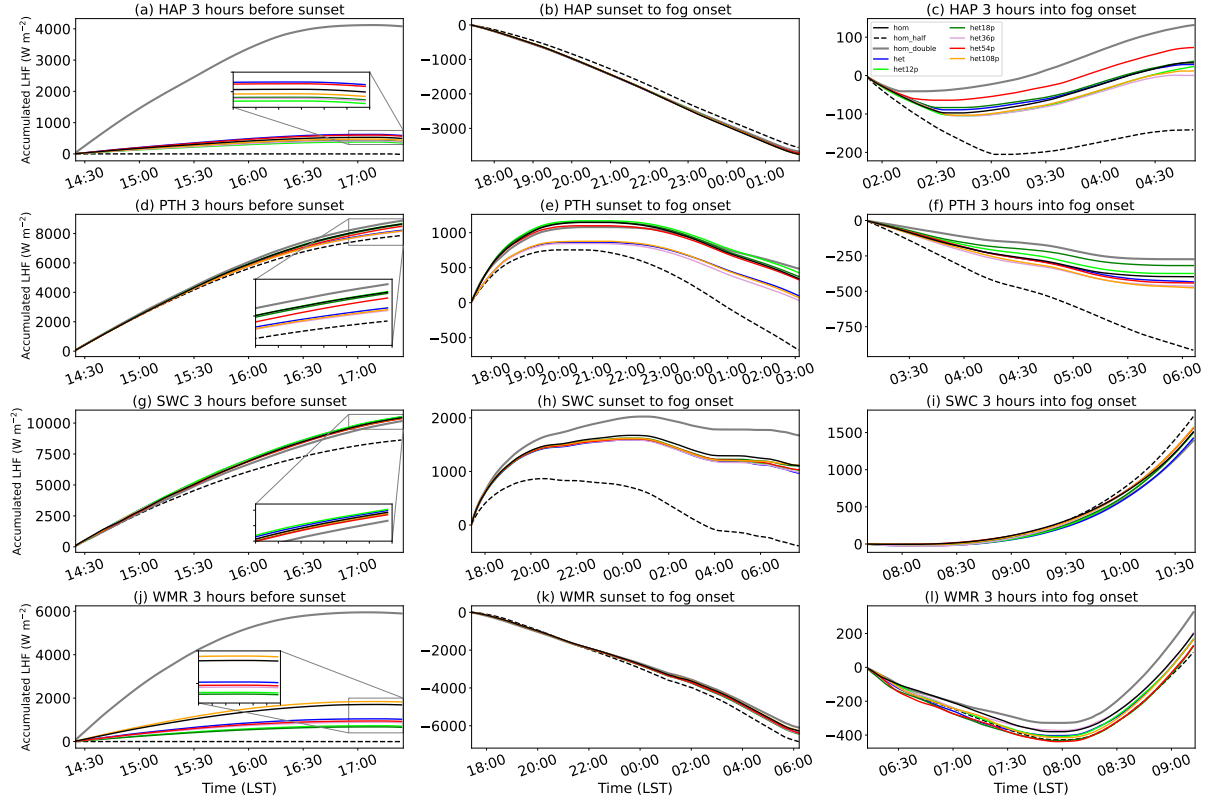 (a) HAP 3 hours before sunset
(b) HAP sunset to fog onset
(c) HAP 3 hours into fog onset
Accumulated LHF (W m⁻²)
4000
3000
2000
1000
0
14:30 15:00 15:30 16:00 16:30 17:00
0
−1000
−2000
−3000
18:00 19:00 20:00 21:00 22:00 23:00 00:00 01:00
100
0
−100
−200
hom
hom_half
hom_double
het
het12p
het18p
het36p
het54p
het108p
02:00 02:30 03:00 03:30 04:00 04:30
(d) PTH 3 hours before sunset
(e) PTH sunset to fog onset
(f) PTH 3 hours into fog onset
Accumulated LHF (W m⁻²)
8000
6000
4000
2000
0
14:30 15:00 15:30 16:00 16:30 17:00
1000
500
0
−500
18:00 19:00 20:00 21:00 22:00 23:00 00:00 01:00 02:00 03:00
0
−250
−500
−750
03:30 04:00 04:30 05:00 05:30 06:00
(g) SWC 3 hours before sunset
(h) SWC sunset to fog onset
(i) SWC 3 hours into fog onset
Accumulated LHF (W m⁻²)
10000
7500
5000
2500
0
14:30 15:00 15:30 16:00 16:30 17:00
2000
1000
0
18:00 20:00 22:00 00:00 02:00 04:00 06:00
1500
1000
500
0
08:00 08:30 09:00 09:30 10:00 10:30
(j) WMR 3 hours before sunset
(k) WMR sunset to fog onset
(l) WMR 3 hours into fog onset
Accumulated LHF (W m⁻²)
6000
4000
2000
0
14:30 15:00 15:30 16:00 16:30 17:00
0
−2000
−4000
−6000
18:00 20:00 22:00 00:00 02:00 04:00 06:00
200
0
−200
−400
06:30 07:00 07:30 08:00 08:30 09:00
Time (LST)
Time (LST)
Time (LST)